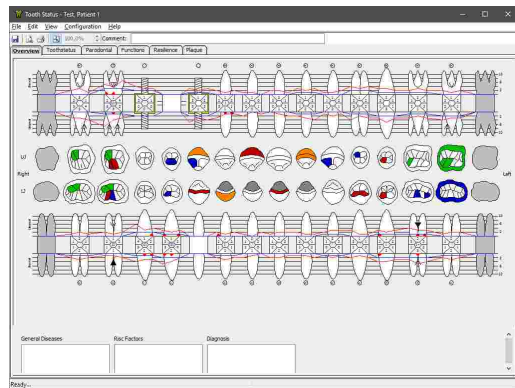 Tooth Status - Test, Patient 1
File Edit View Configuration Help
100,0% Comment:
Overview Toothstatus Parodontal Functions Resilience Plaque
Right
Left
General Diseases Risc Factors Diagnosis
Ready...